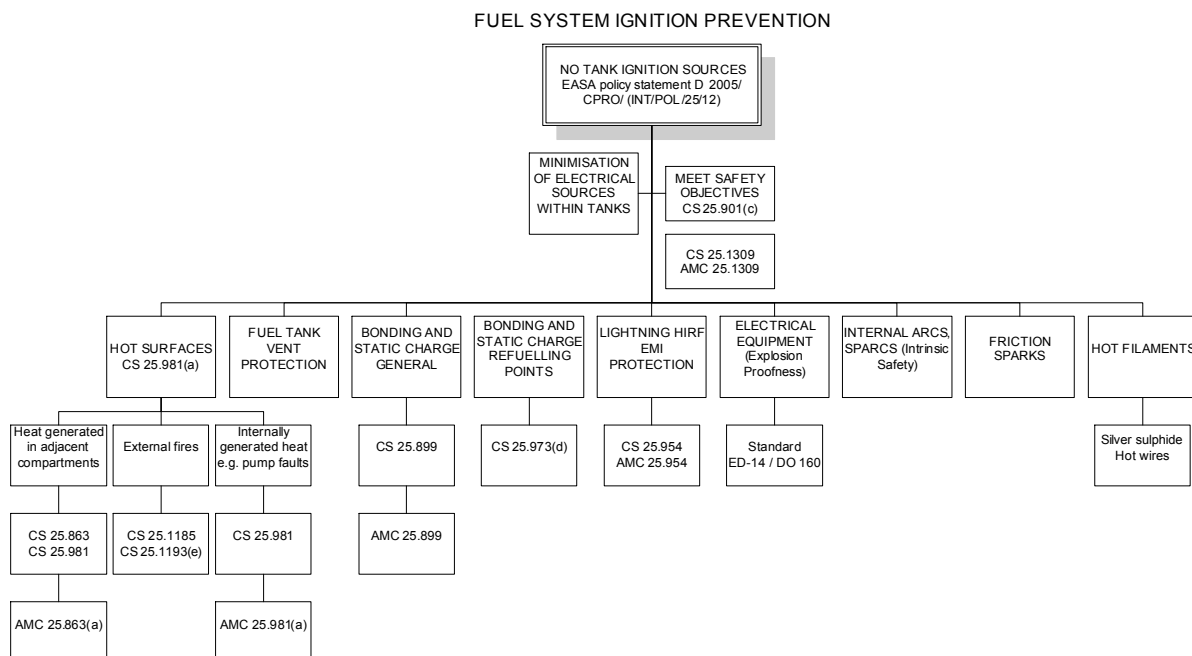 FUEL SYSTEM IGNITION PREVENTION
NO TANK IGNITION SOURCES
EASA policy statement D 2005/
CPRO/ (INT/POL/25/12)
MINIMISATION
OF ELECTRICAL
SOURCES
WITHIN TANKS
MEET SAFETY
OBJECTIVES
CS 25.901(c)
CS 25.1309
AMC 25.1309
HOT SURFACES
CS 25.981(a)
FUEL TANK
VENT
PROTECTION
BONDING AND
STATIC CHARGE
GENERAL
BONDING AND
STATIC CHARGE
REFUELLING
POINTS
LIGHTNING HIRF
EMI
PROTECTION
ELECTRICAL
EQUIPMENT
(Explosion
Proofness)
INTERNAL ARCS,
SPARCS (Intrinsic
Safety)
FRICTION
SPARKS
HOT FILAMENTS
Heat generated
in adjacent
compartments
External fires
Internally
generated heat
e.g. pump faults
CS 25.899
CS 25.973(d)
CS 25.954
AMC 25.954
Standard
ED-14 / DO 160
Silver sulphide
Hot wires
CS 25.863
CS 25.981
CS 25.1185
CS 25.1193(e)
CS 25.981
AMC 25.899
AMC 25.863(a)
AMC 25.981(a)